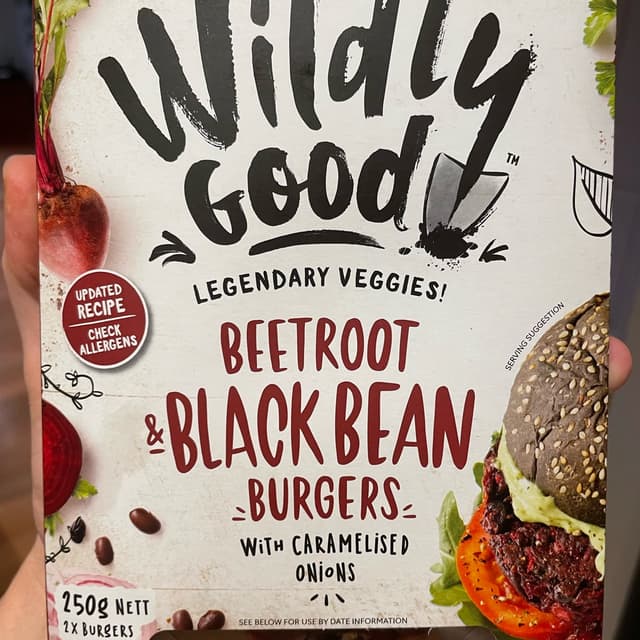 Wildly
Good
TM
LEGENDARY VEGGIES!
UPDATED
RECIPE
CHECK
ALLERGENS
BEETROOT
& BLACK BEAN
BURGERS
WITH CARAMELISED
ONIONS
SERVING SUGGESTION
250g NETT
2X BURGERS
SEE BELOW FOR USE BY DATE INFORMATION